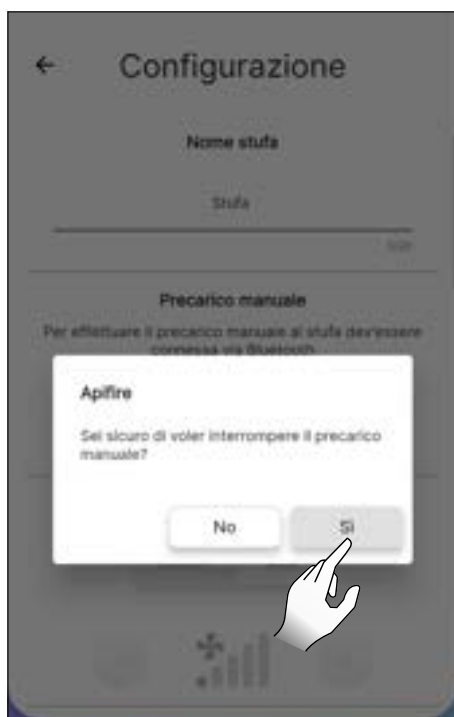 Configurazione
Nome stufa
Stufa
Precarico manuale
Per effettuare il precarico manuale al stufa dev'essere
connessa via Bluetooth
Apifire
Sei sicuro di voler interrompere il precarico
manuale?
No
Sì